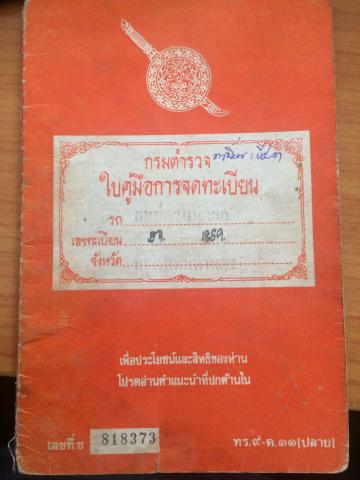 กรมตำรวจ
ใบคู่มือการจดทะเบียน
รถ
เลขทะเบียน
จังหวัด
เพื่อประโยชน์และสิทธิของท่าน
โปรดอ่านคำแนะนำที่ปกด้านใน
เลขที่ ช 818373
ทร.๙-ต.๑๑(ปลาย)